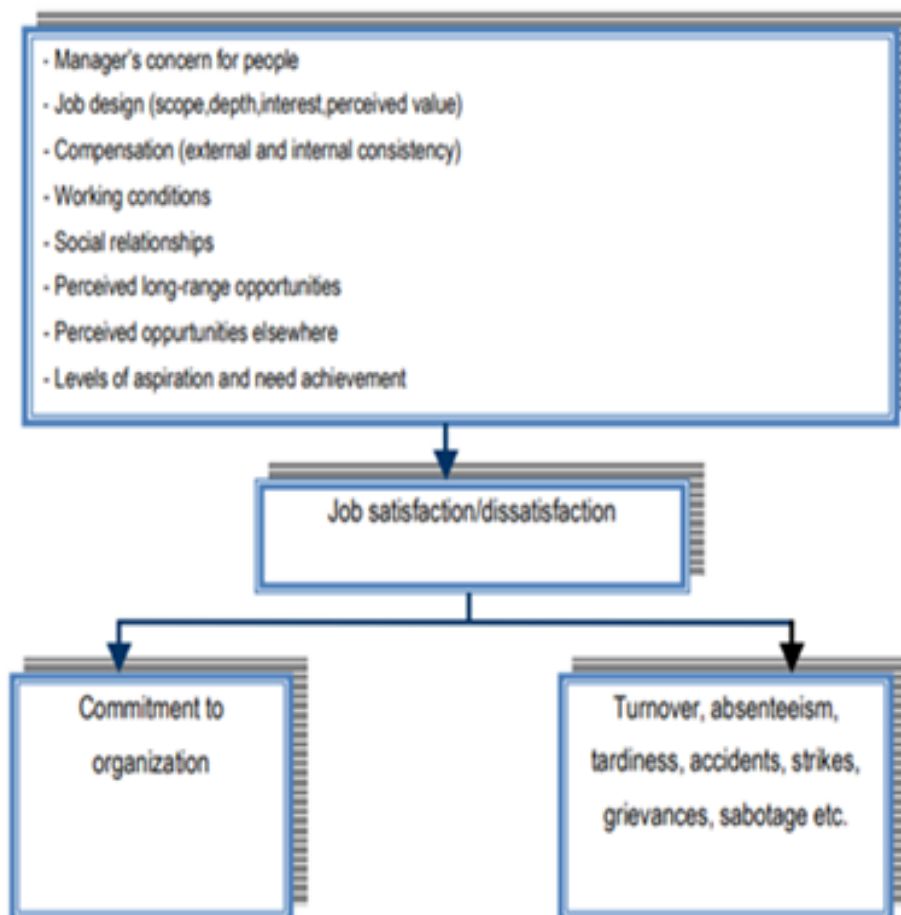 - Manager's concern for people
- Job design (scope,depth,interest,perceived value)
- Compensation (external and internal consistency)
- Working conditions
- Social relationships
- Perceived long-range opportunities
- Perceived oppurtunities elsewhere
- Levels of aspiration and need achievement
Job satisfaction/dissatisfaction
Commitment to
organization
Turnover, absenteeism,
tardiness, accidents, strikes,
grievances, sabotage etc.